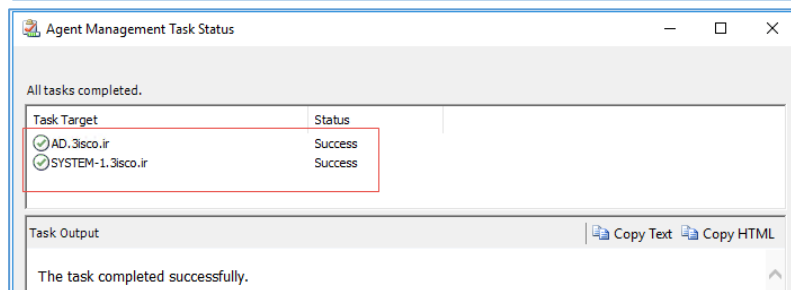 Agent Management Task Status
All tasks completed.
Task Target Status
AD.3isco.ir Success
SYSTEM-1.3isco.ir Success
Task Output Copy Text Copy HTML
The task completed successfully.